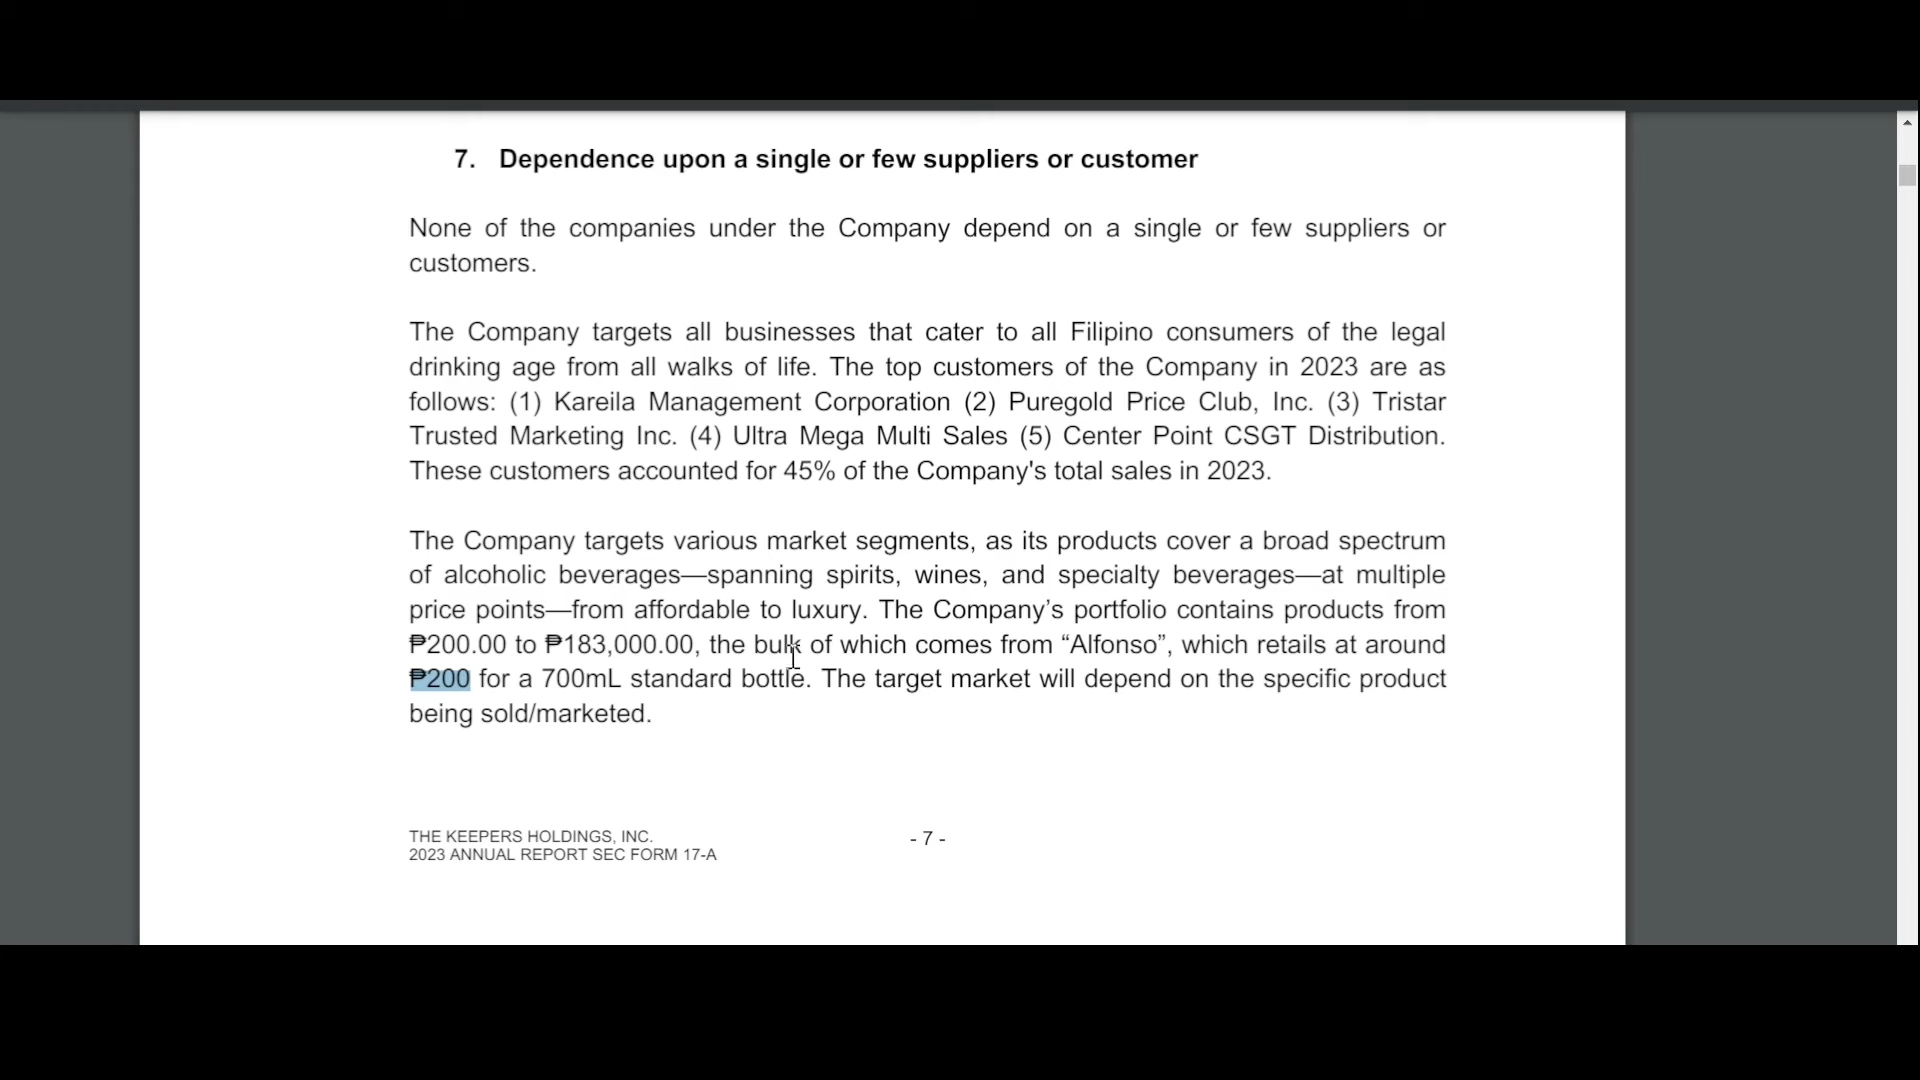 7. Dependence upon a single or few suppliers or customer
None of the companies under the Company depend on a single or few suppliers or
customers.
The Company targets all businesses that cater to all Filipino consumers of the legal
drinking age from all walks of life. The top customers of the Company in 2023 are as
follows: (1) Kareila Management Corporation (2) Puregold Price Club, Inc. (3) Tristar
Trusted Marketing Inc. (4) Ultra Mega Multi Sales (5) Center Point CSGT Distribution.
These customers accounted for 45% of the Company's total sales in 2023.
The Company targets various market segments, as its products cover a broad spectrum
of alcoholic beverages—spanning spirits, wines, and specialty beverages—at multiple
price points—from affordable to luxury. The Company’s portfolio contains products from
₱200.00 to ₱183,000.00, the bulk of which comes from “Alfonso”, which retails at around
₱200 for a 700mL standard bottle. The target market will depend on the specific product
being sold/marketed.
THE KEEPERS HOLDINGS, INC.
2023 ANNUAL REPORT SEC FORM 17-A
- 7 -